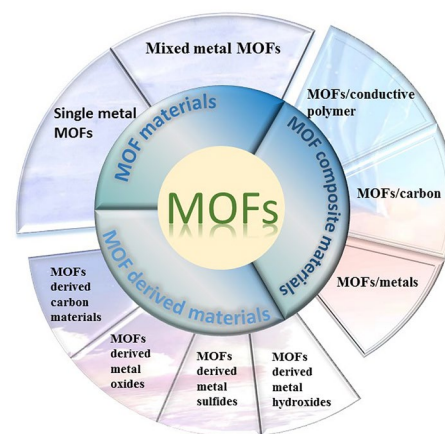 Mixed metal MOFs
Single metal
MOFs
MOFs/conductive
polymer
MOFs/carbon
MOFs/metals
MOF materials
MOF composite materials
MOF derived materials
MOFs
MOFs
derived
carbon
materials
MOFs
derived
metal
oxides
MOFs
derived
metal
sulfides
MOFs
derived
metal
hydroxides